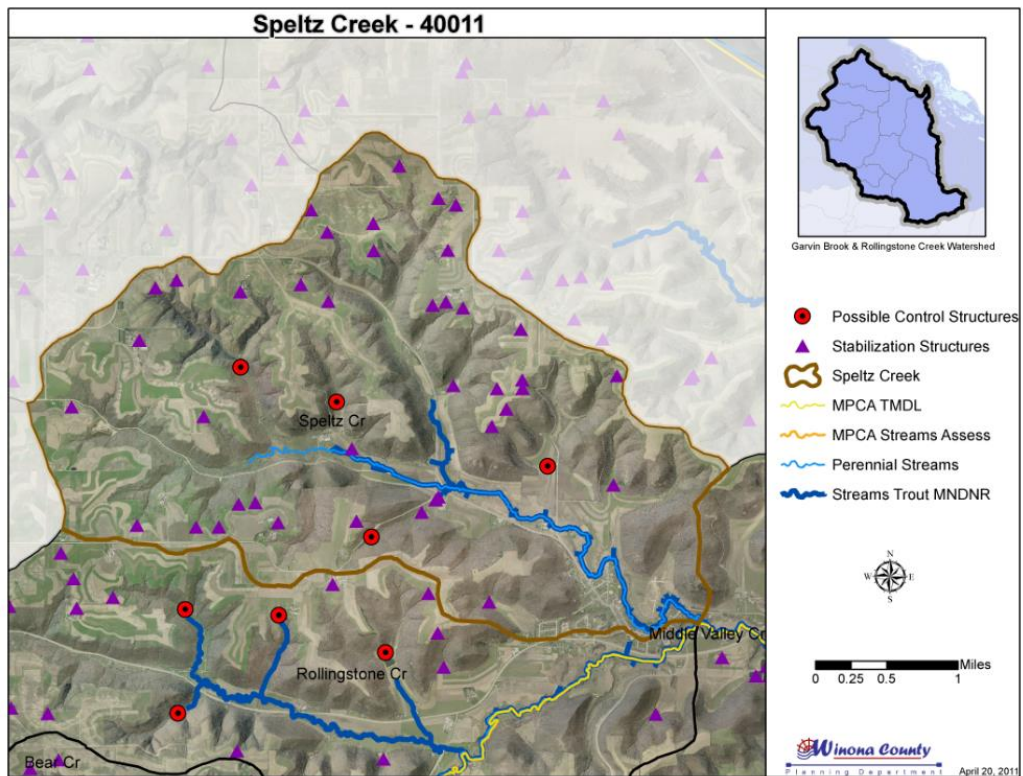 Speltz Creek - 40011
Speltz Cr
Middle Valley Cr
Rollingstone Cr
Bear Cr
Garvin Brook & Rollingstone Creek Watershed
Possible Control Structures
Stabilization Structures
Speltz Creek
MPCA TMDL
MPCA Streams Assess
Perennial Streams
Streams Trout MNDNR
N
W E
S
Miles
0 0.25 0.5 1
Winona County
Planning Department
April 20, 2011